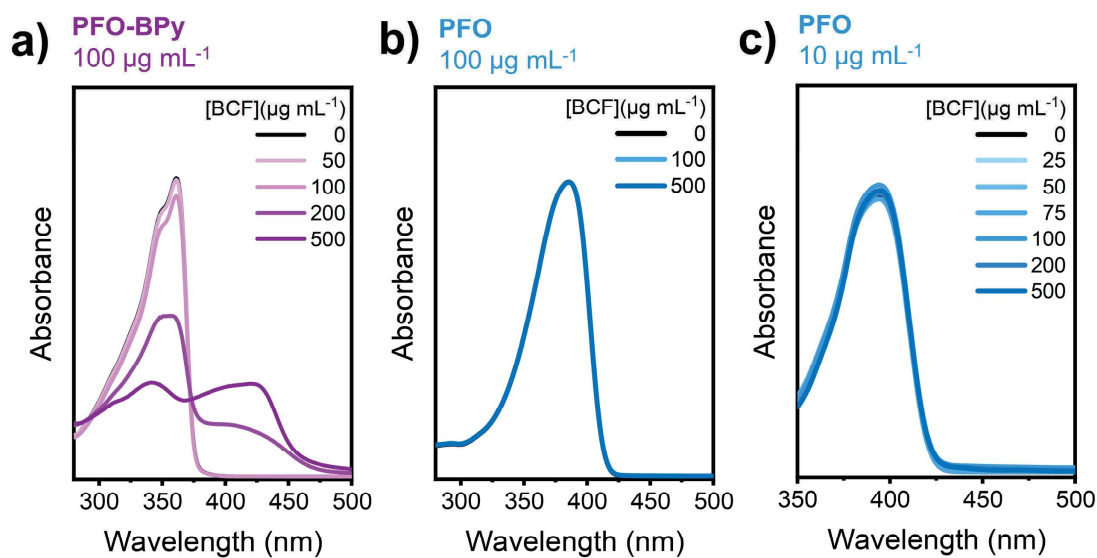 a) PFO-BPy
100 µg mL⁻¹
[BCF](µg mL⁻¹)
0
50
100
200
500
Absorbance
300 350 400 450 500
Wavelength (nm)
b) PFO
100 µg mL⁻¹
[BCF](µg mL⁻¹)
0
100
500
Absorbance
300 350 400 450 500
Wavelength (nm)
c) PFO
10 µg mL⁻¹
[BCF](µg mL⁻¹)
0
25
50
75
100
200
500
Absorbance
350 400 450 500
Wavelength (nm)